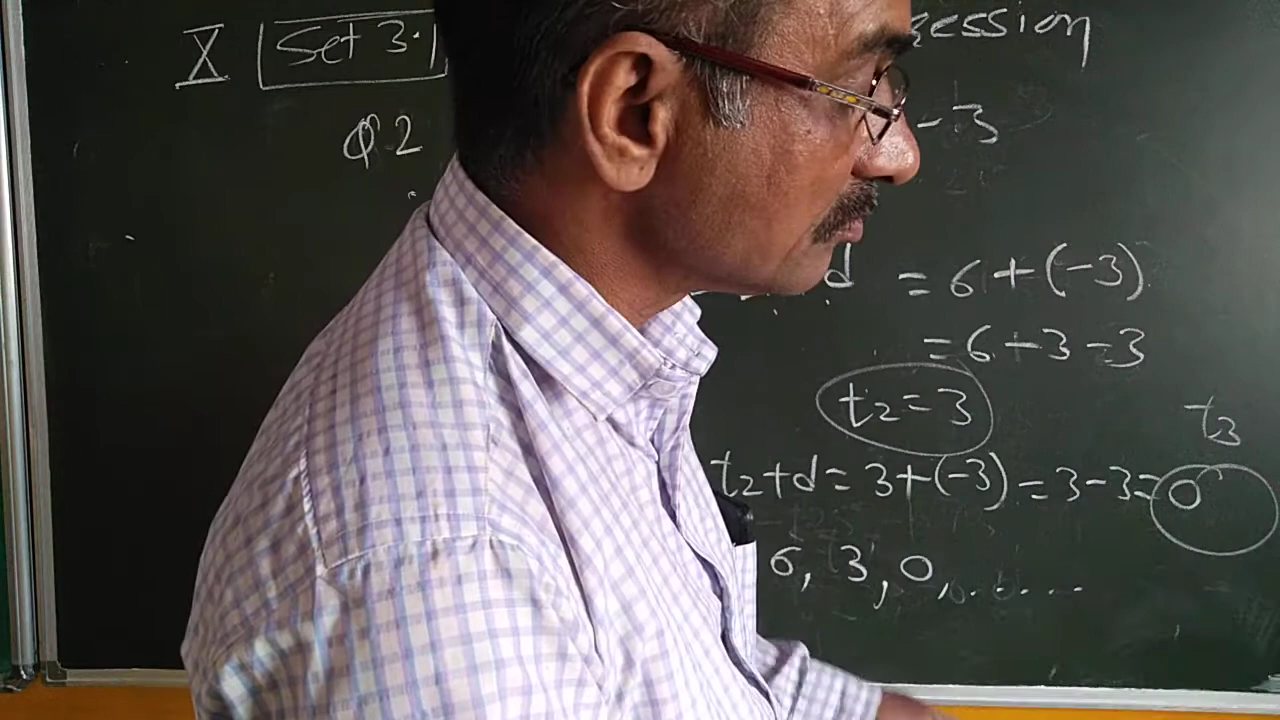 X Set 3.1 ession
Q 2 - 3
d = 6 + (-3)
= 6 + 3 - 3
t2 = 3
t3
t2 + d = 3 + (-3) = 3 - 3 = 0
6, 3, 0, ......